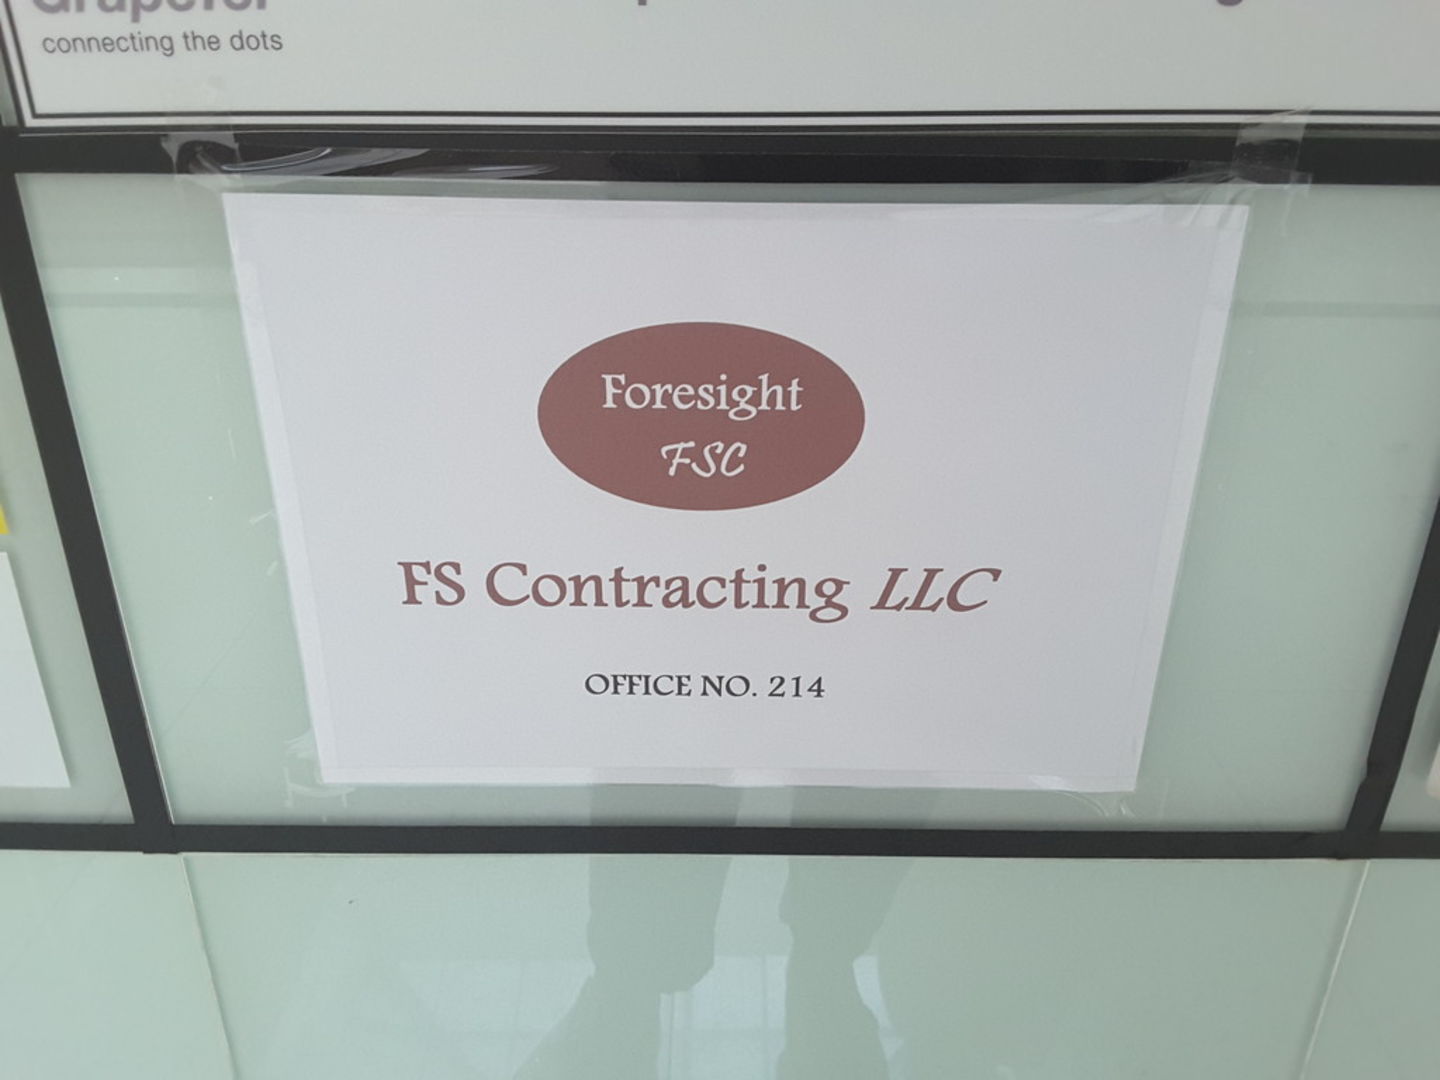 connecting the dots
Foresight
FSC
FS Contracting LLC
OFFICE NO. 214